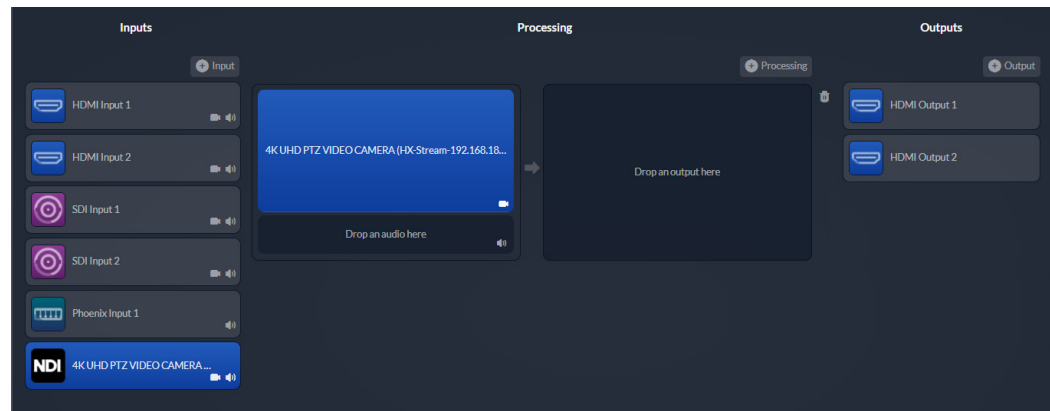 Inputs
Processing
Outputs
Input
Processing
Output
HDMI Input 1
HDMI Input 2
SDI Input 1
SDI Input 2
Phoenix Input 1
NDI
4K UHD PTZ VIDEO CAMERA ...
4K UHD PTZ VIDEO CAMERA (HX-Stream-192.168.18...
Drop an audio here
Drop an output here
HDMI Output 1
HDMI Output 2